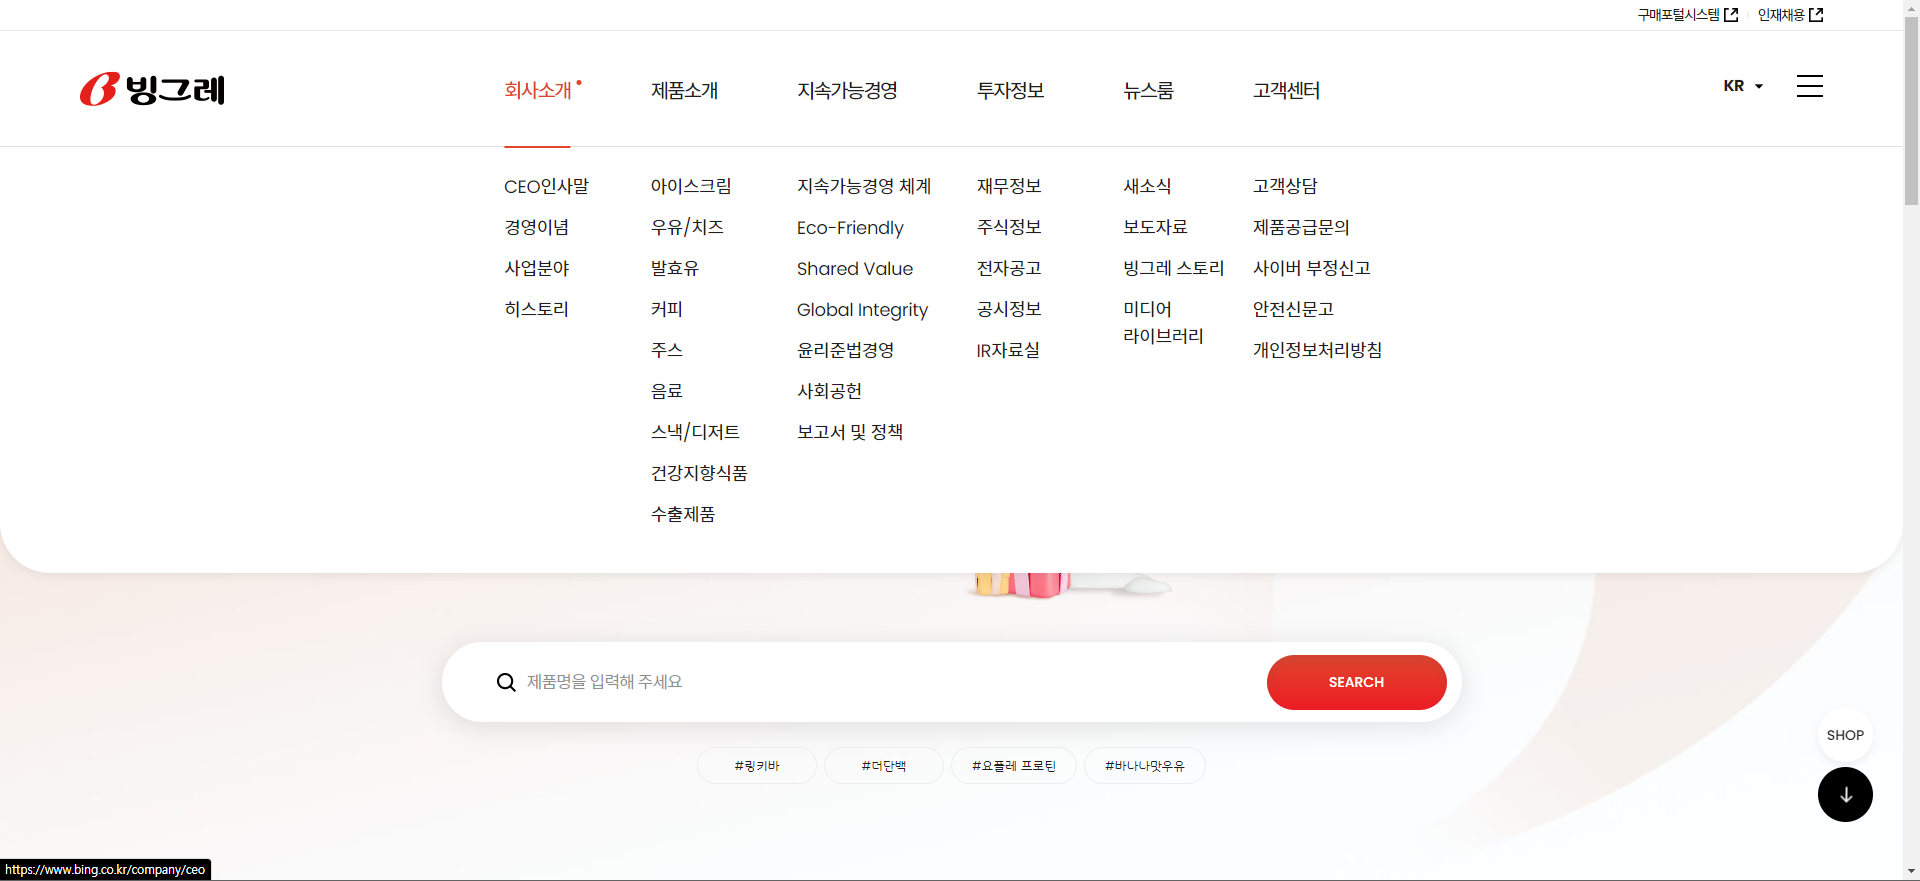 구매포털시스템
인재채용
빙그레
회사소개
제품소개
지속가능경영
투자정보
뉴스룸
고객센터
KR
CEO인사말
경영이념
사업분야
히스토리
아이스크림
우유/치즈
발효유
커피
주스
음료
스낵/디저트
건강지향식품
수출제품
지속가능경영 체계
Eco-Friendly
Shared Value
Global Integrity
윤리준법경영
사회공헌
보고서 및 정책
재무정보
주식정보
전자공고
공시정보
IR자료실
새소식
보도자료
빙그레 스토리
미디어
라이브러리
고객상담
제품공급문의
사이버 부정신고
안전신문고
개인정보처리방침
제품명을 입력해 주세요
SEARCH
#링키바
#더단백
#요플레 프로틴
#바나나맛우유
SHOP
https://www.bing.co.kr/company/ceo